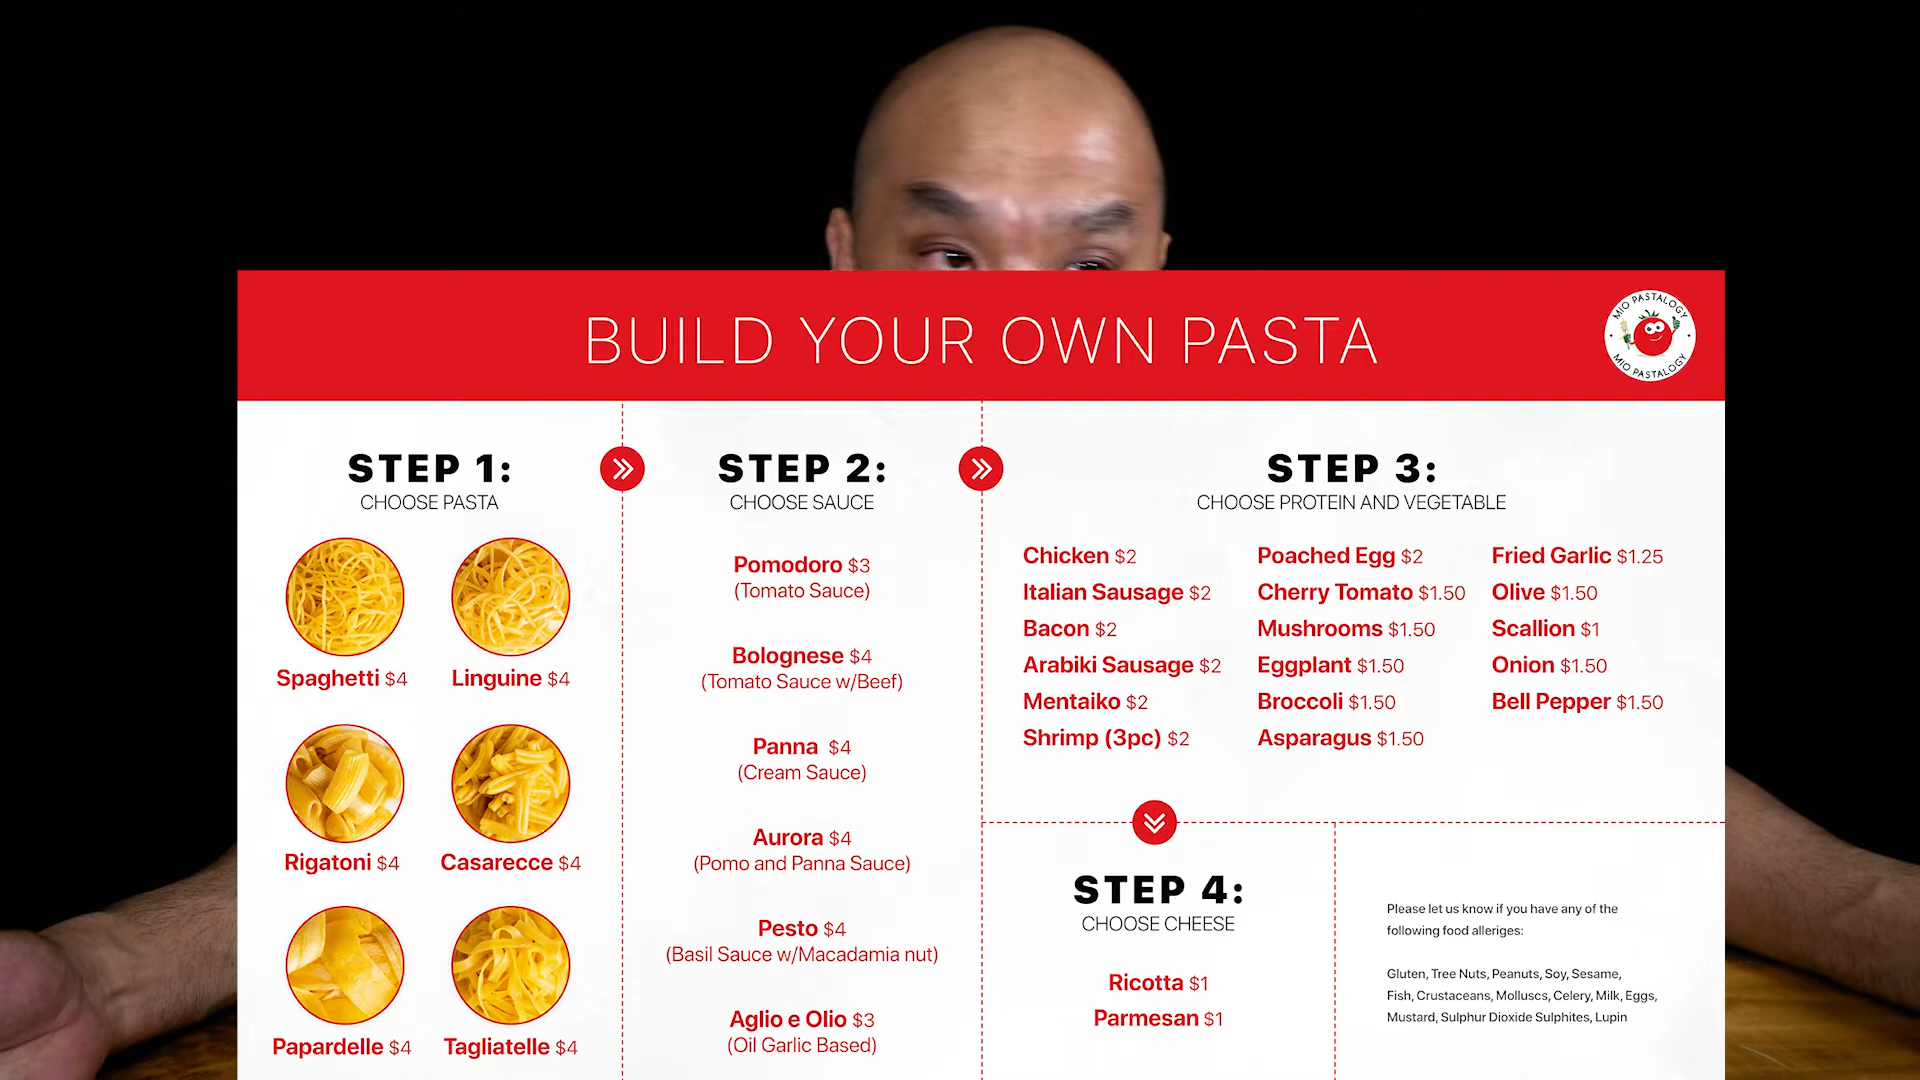 BUILD YOUR OWN PASTA
MIO PASTALOGY
MIO PASTALOGY
STEP 1:
CHOOSE PASTA
Spaghetti $4
Linguine $4
Rigatoni $4
Casarecce $4
Papardelle $4
Tagliatelle $4
STEP 2:
CHOOSE SAUCE
Pomodoro $3
(Tomato Sauce)
Bolognese $4
(Tomato Sauce w/Beef)
Panna $4
(Cream Sauce)
Aurora $4
(Pomo and Panna Sauce)
Pesto $4
(Basil Sauce w/Macadamia nut)
Aglio e Olio $3
(Oil Garlic Based)
STEP 3:
CHOOSE PROTEIN AND VEGETABLE
Chicken $2
Italian Sausage $2
Bacon $2
Arabiki Sausage $2
Mentaiko $2
Shrimp (3pc) $2
Poached Egg $2
Cherry Tomato $1.50
Mushrooms $1.50
Eggplant $1.50
Broccoli $1.50
Asparagus $1.50
Fried Garlic $1.25
Olive $1.50
Scallion $1
Onion $1.50
Bell Pepper $1.50
STEP 4:
CHOOSE CHEESE
Ricotta $1
Parmesan $1
Please let us know if you have any of the
following food alleriges:
Gluten, Tree Nuts, Peanuts, Soy, Sesame,
Fish, Crustaceans, Molluscs, Celery, Milk, Eggs,
Mustard, Sulphur Dioxide Sulphites, Lupin